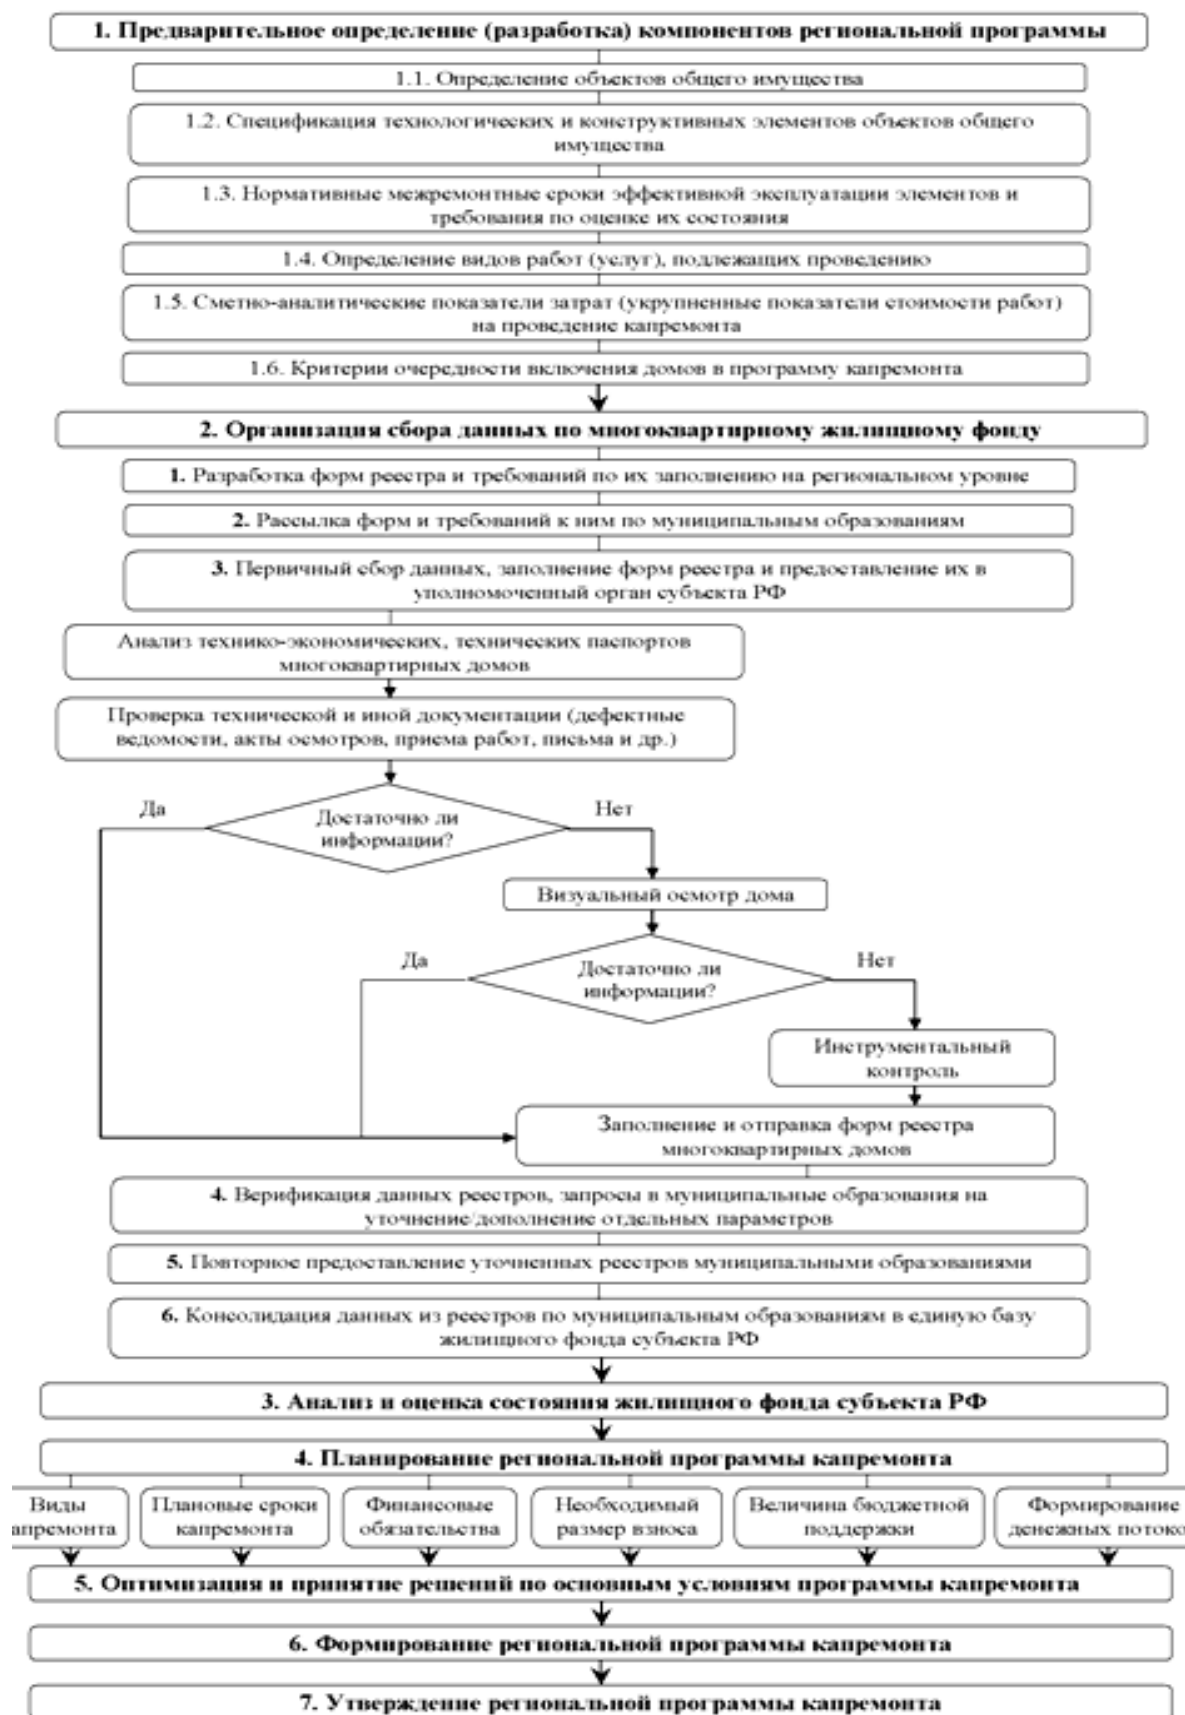 1. Предварительное определение (разработка) компонентов региональной программы
1.1. Определение объектов общего имущества
1.2. Спецификация технологических и конструктивных элементов объектов общего
имущества
1.3. Нормативные межремонтные сроки эффективной эксплуатации элементов и
требования по оценке их состояния
1.4. Определение видов работ (услуг), подлежащих проведению
1.5. Сметно-аналитические показатели затрат (укрупненные показатели стоимости работ)
на проведение капремонта
1.6. Критерии очередности включения домов в программу капремонта
2. Организация сбора данных по многоквартирному жилищному фонду
1. Разработка форм реестра и требований по их заполнению на региональном уровне
2. Рассылка форм и требований к ним по муниципальным образованиям
3. Первичный сбор данных, заполнение форм реестра и предоставление их в
уполномоченный орган субъекта РФ
Анализ технико-экономических, технических паспортов
многоквартирных домов
Проверка технической и иной документации (дефектные
ведомости, акты осмотров, приема работ, письма и др.)
Да
Достаточно ли
информации?
Нет
Визуальный осмотр дома
Да
Достаточно ли
информации?
Нет
Инструментальный
контроль
Заполнение и отправка форм реестра
многоквартирных домов
4. Верификация данных реестров, запросы в муниципальные образования на
уточнение/дополнение отдельных параметров
5. Повторное предоставление уточненных реестров муниципальными образованиями
6. Консолидация данных из реестров по муниципальным образованиям в единую базу
жилищного фонда субъекта РФ
3. Анализ и оценка состояния жилищного фонда субъекта РФ
4. Планирование региональной программы капремонта
Виды
апремонта
Плановые сроки
капремонта
Финансовые
обязательства
Необходимый
размер взноса
Величина бюджетной
поддержки
Формирование
денежных потоко
5. Оптимизация и принятие решений по основным условиям программы капремонта
6. Формирование региональной программы капремонта
7. Утверждение региональной программы капремонта